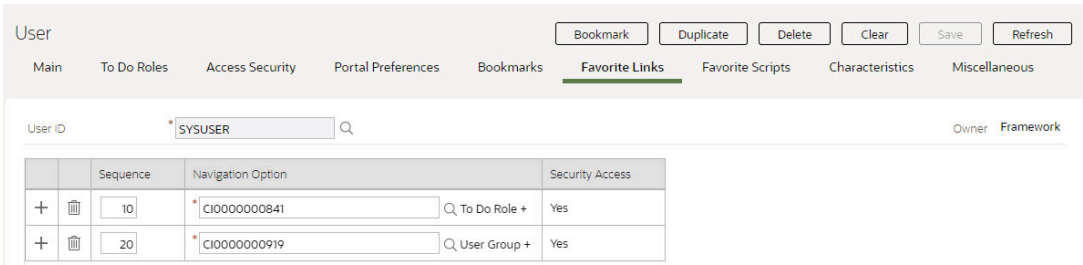 User
Bookmark Duplicate Delete Clear Save Refresh
Main To Do Roles Access Security Portal Preferences Bookmarks Favorite Links Favorite Scripts Characteristics Miscellaneous
User ID * SYSUSER Owner Framework
Sequence Navigation Option Security Access
+ 10 * CI0000000841 To Do Role + Yes
+ 20 * CI0000000919 User Group + Yes